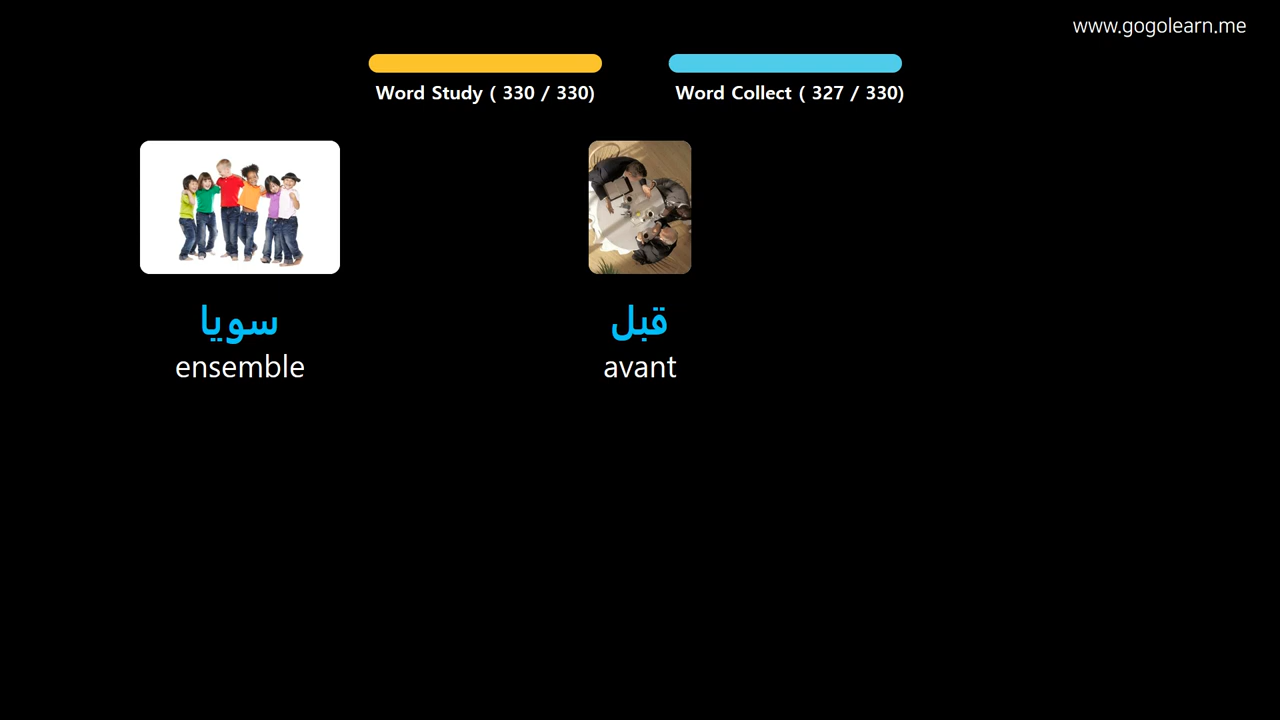 www.gogolearn.me
Word Study ( 330 / 330)
Word Collect ( 327 / 330)
سويا
ensemble
قبل
avant